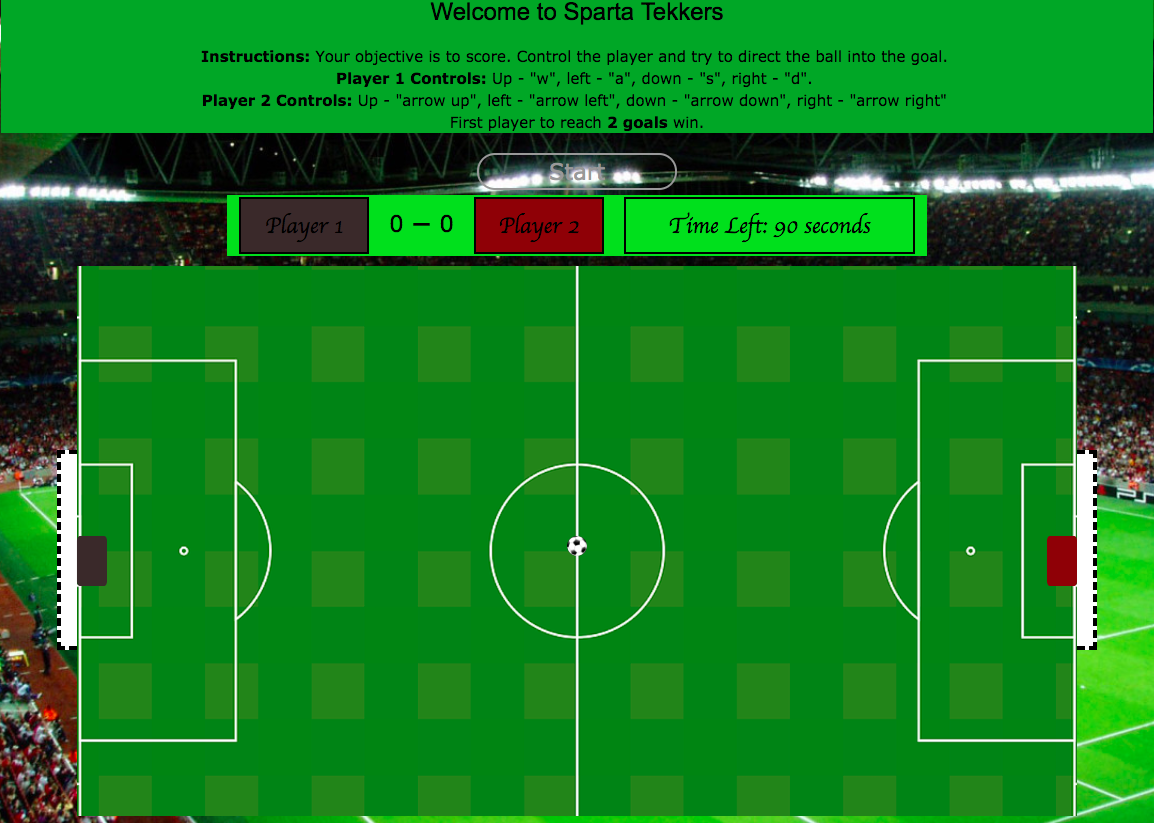 Welcome to Sparta Tekkers
Instructions: Your objective is to score. Control the player and try to direct the ball into the goal.
Player 1 Controls: Up - "w", left - "a", down - "s", right - "d".
Player 2 Controls: Up - "arrow up", left - "arrow left", down - "arrow down", right - "arrow right"
First player to reach 2 goals win.
Start
Player 1 0 — 0 Player 2 Time Left: 90 seconds